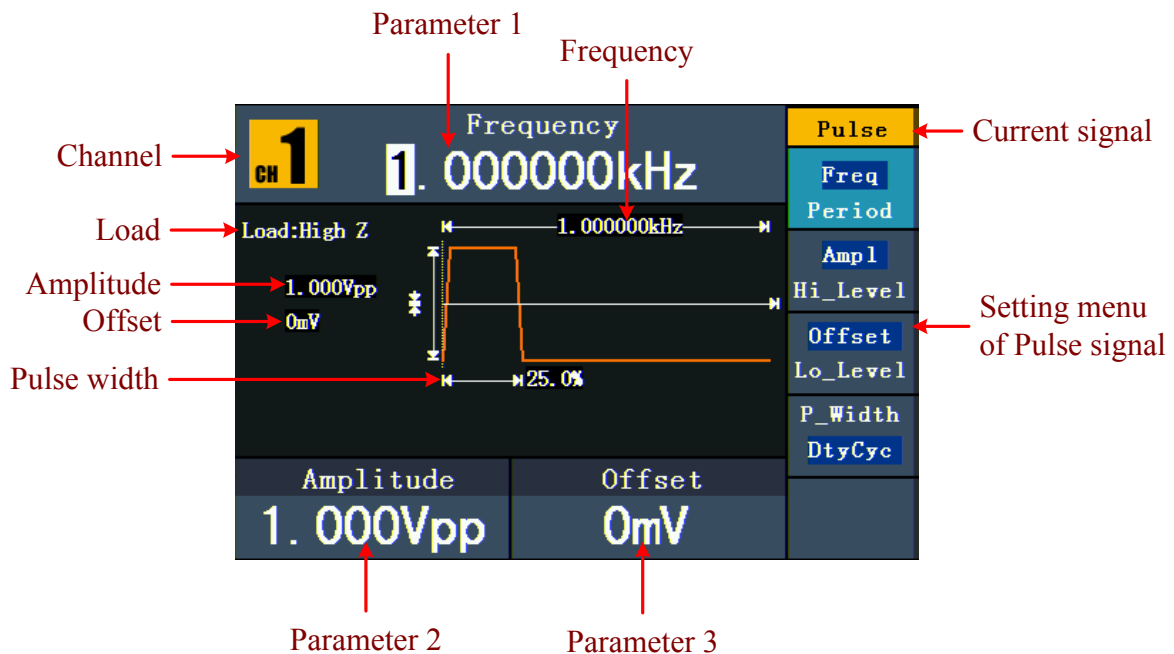 Parameter 1
Frequency
Channel
CH 1
Frequency
1.000000kHz
Pulse
Current signal
Freq
Period
Load
Load:High Z
1.000000kHz
Ampl
Hi_Level
Amplitude
1.000Vpp
Offset
0mV
Offset
Lo_Level
Setting menu
of Pulse signal
Pulse width
25.0%
P_Width
DtyCyc
Amplitude
1.000Vpp
Offset
0mV
Parameter 2
Parameter 3